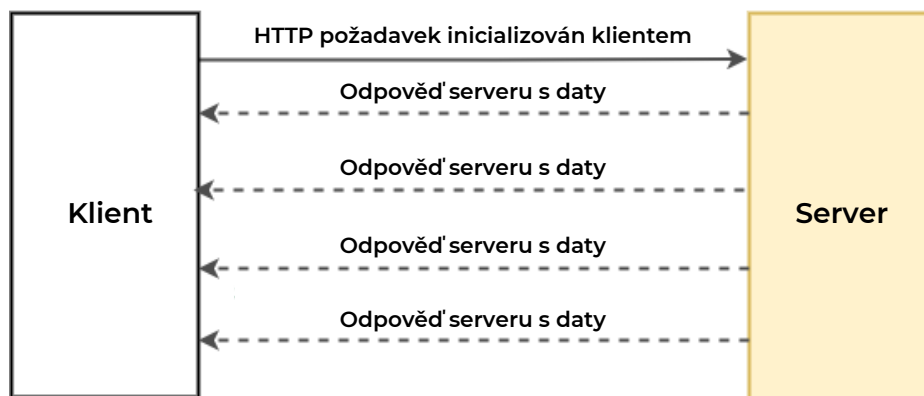 HTTP požadavek inicializován klientem
Odpověď serveru s daty
Odpověď serveru s daty
Klient
Server
Odpověď serveru s daty
Odpověď serveru s daty